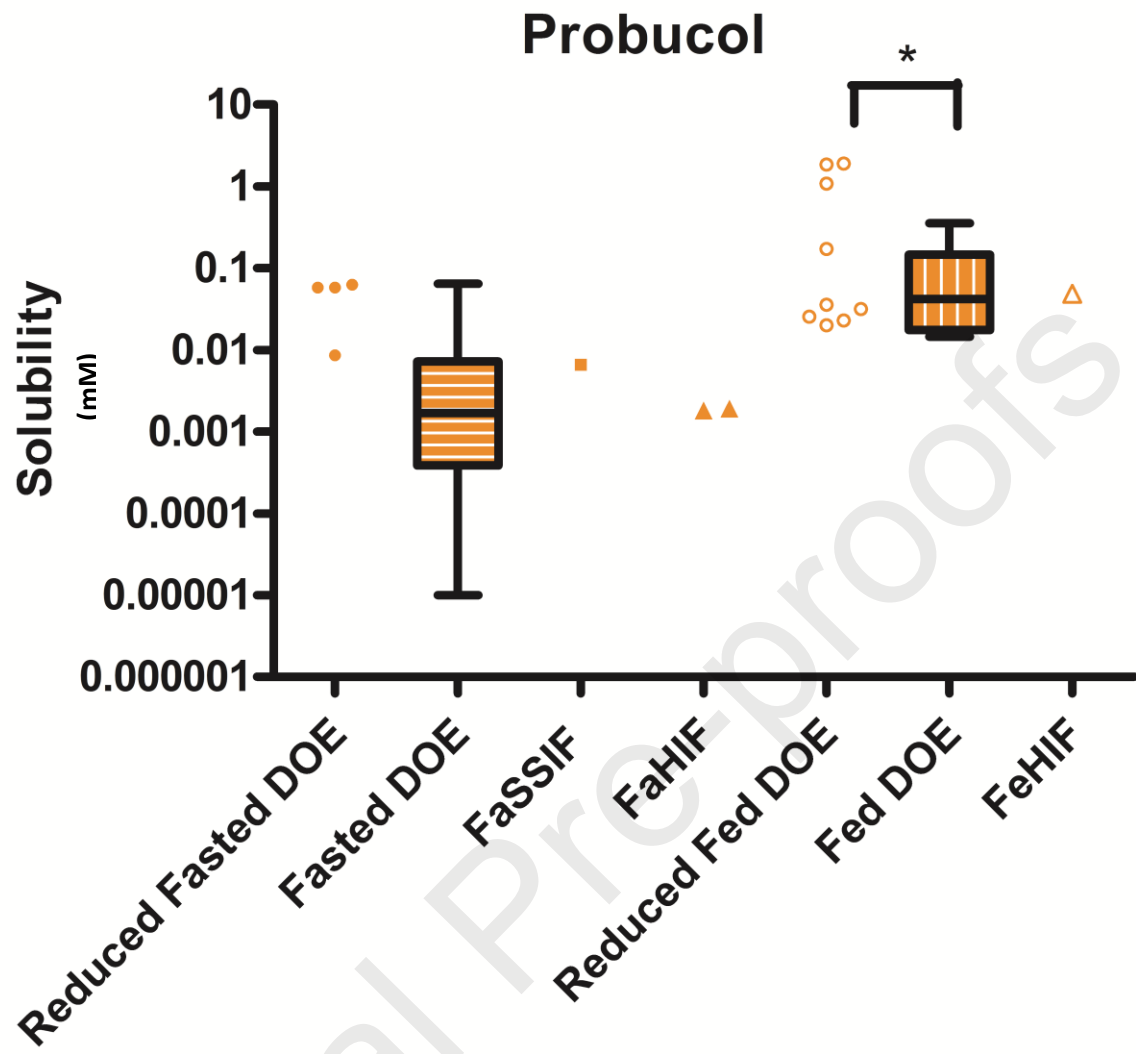 Probucol
*
10
1
0.1
0.01
0.001
0.0001
0.00001
0.000001
Solubility
(mM)
Reduced Fasted DOE
Fasted DOE
FaSSIF
FaHIF
Reduced Fed DOE
Fed DOE
FeHIF
al Pre-proofs